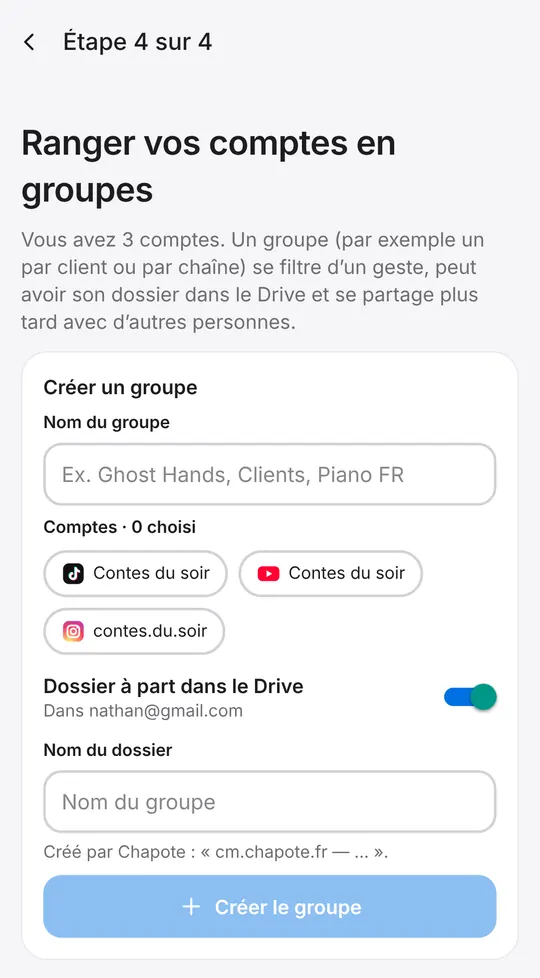 Étape 4 sur 4
Ranger vos comptes en
groupes
Vous avez 3 comptes. Un groupe (par exemple un
par client ou par chaîne) se filtre d’un geste, peut
avoir son dossier dans le Drive et se partage plus
tard avec d’autres personnes.
Créer un groupe
Nom du groupe
Ex. Ghost Hands, Clients, Piano FR
Comptes · 0 choisi
Contes du soir
Contes du soir
contes.du.soir
Dossier à part dans le Drive
Dans nathan@gmail.com
Nom du dossier
Nom du groupe
Créé par Chapote : « cm.chapote.fr — … ».
+ Créer le groupe